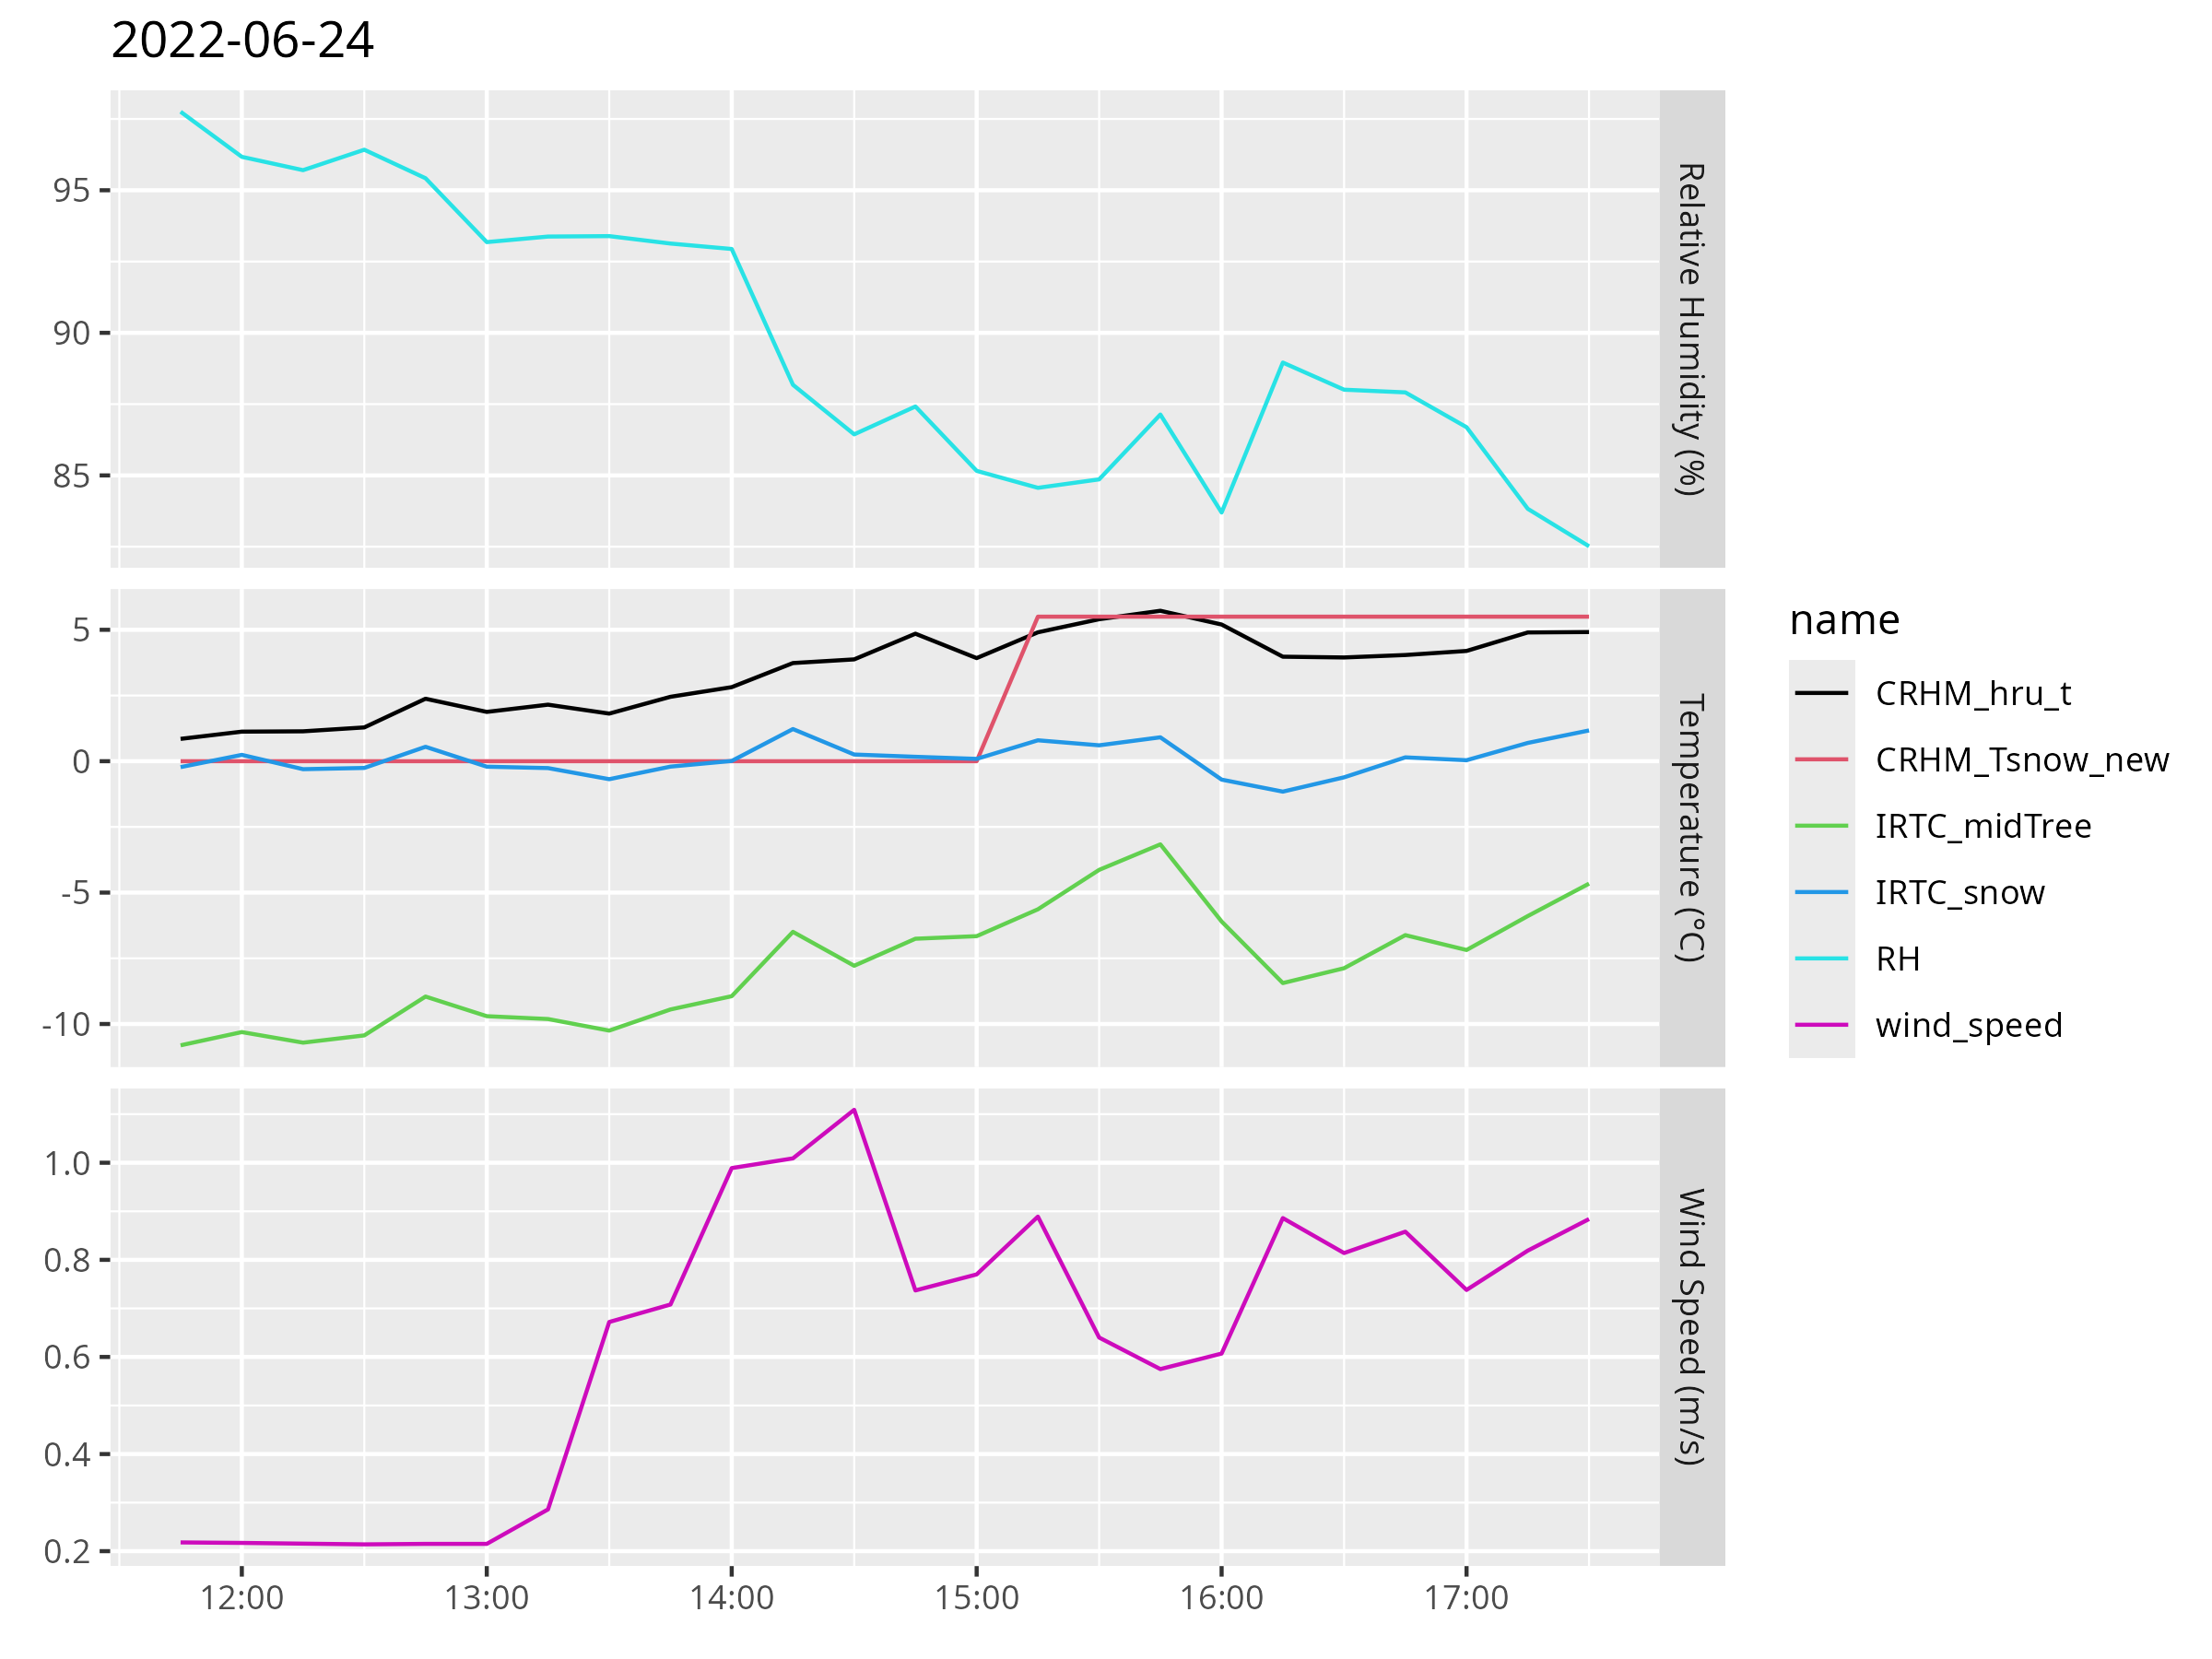 2022-06-24
95
90
85
Relative Humidity (%)
5
0
-5
-10
Temperature (°C)
1.0
0.8
0.6
0.4
0.2
Wind Speed (m/s)
12:00
13:00
14:00
15:00
16:00
17:00
name
CRHM_hru_t
CRHM_Tsnow_new
IRTC_midTree
IRTC_snow
RH
wind_speed